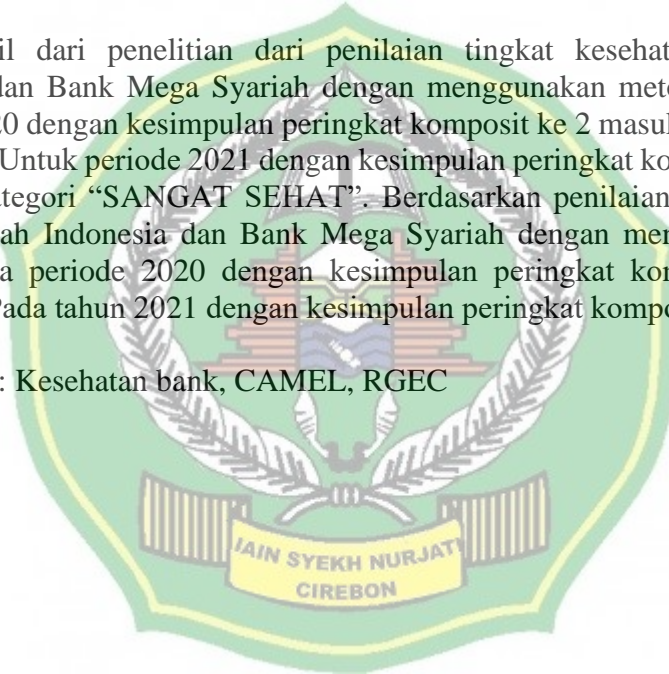 il dari penelitian dari penilaian tingkat kesehat
dan Bank Mega Syariah dengan menggunakan meto
20 dengan kesimpulan peringkat komposit ke 2 masul
Untuk periode 2021 dengan kesimpulan peringkat ko
tegori “SANGAT SEHAT”. Berdasarkan penilaian
ah Indonesia dan Bank Mega Syariah dengan men
a periode 2020 dengan kesimpulan peringkat kon
Pada tahun 2021 dengan kesimpulan peringkat kompo
: Kesehatan bank, CAMEL, RGEC
IAIN SYEKH NURJATI
CIREBON